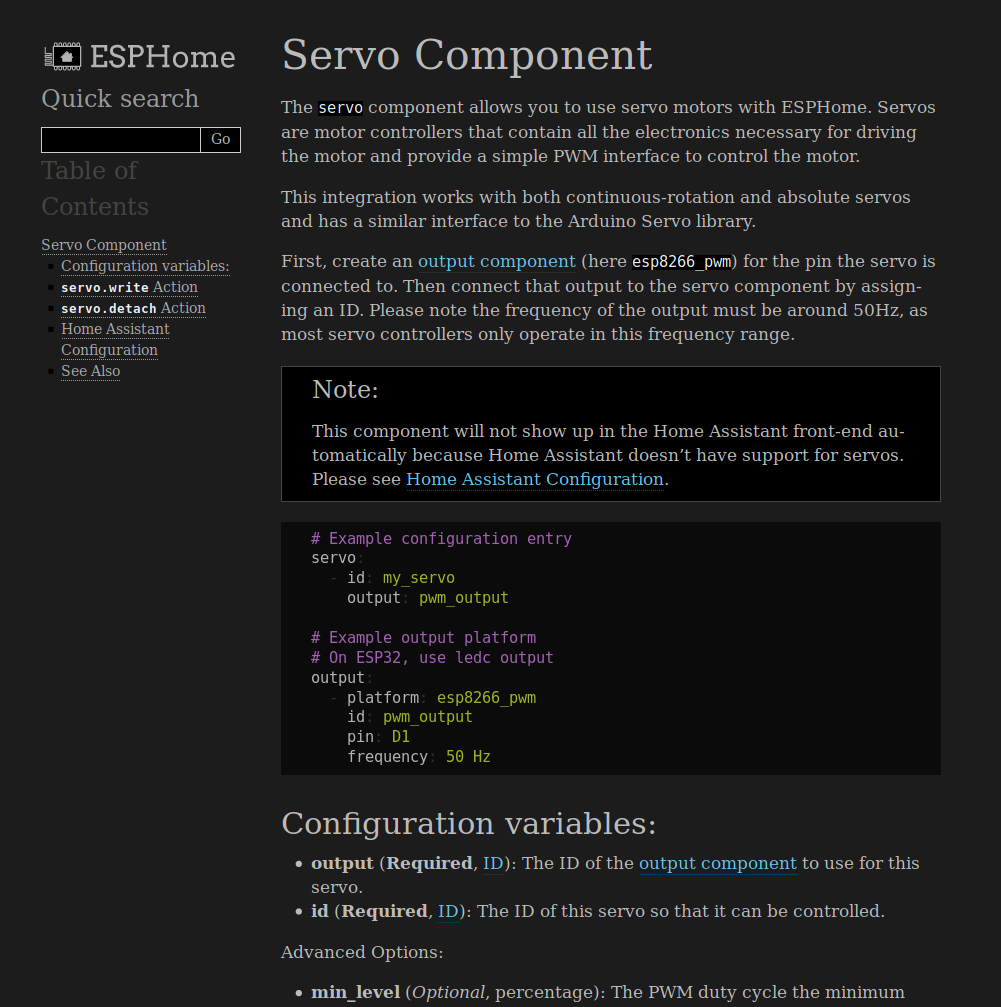 ESPHome
Quick search
Go
Table of
Contents
Servo Component
Configuration variables:
servo.write Action
servo.detach Action
Home Assistant
Configuration
See Also
Servo Component
The servo component allows you to use servo motors with ESPHome. Servos
are motor controllers that contain all the electronics necessary for driving
the motor and provide a simple PWM interface to control the motor.
This integration works with both continuous-rotation and absolute servos
and has a similar interface to the Arduino Servo library.
First, create an output component (here esp8266_pwm) for the pin the servo is
connected to. Then connect that output to the servo component by assign-
ing an ID. Please note the frequency of the output must be around 50Hz, as
most servo controllers only operate in this frequency range.
Note:
This component will not show up in the Home Assistant front-end au-
tomatically because Home Assistant doesn’t have support for servos.
Please see Home Assistant Configuration.
# Example configuration entry
servo:
  - id: my_servo
    output: pwm_output
# Example output platform
# On ESP32, use ledc output
output:
  - platform: esp8266_pwm
    id: pwm_output
    pin: D1
    frequency: 50 Hz
Configuration variables:
• output (Required, ID): The ID of the output component to use for this
servo.
• id (Required, ID): The ID of this servo so that it can be controlled.
Advanced Options:
• min_level (Optional, percentage): The PWM duty cycle the minimum